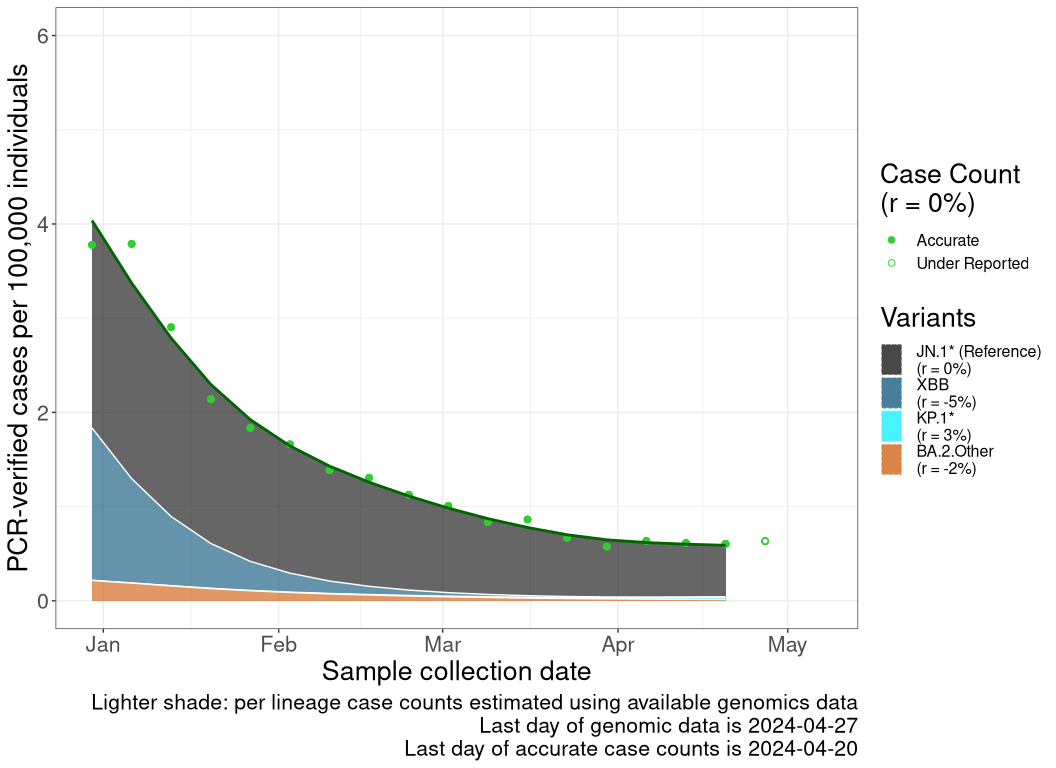 PCR-verified cases per 100,000 individuals
6
4
2
0
Jan Feb Mar Apr May
Sample collection date
Lighter shade: per lineage case counts estimated using available genomics data
Last day of genomic data is 2024-04-27
Last day of accurate case counts is 2024-04-20
Case Count
(r = 0%)
Accurate
Under Reported
Variants
JN.1* (Reference)
(r = 0%)
XBB
(r = -5%)
KP.1*
(r = 3%)
BA.2.Other
(r = -2%)